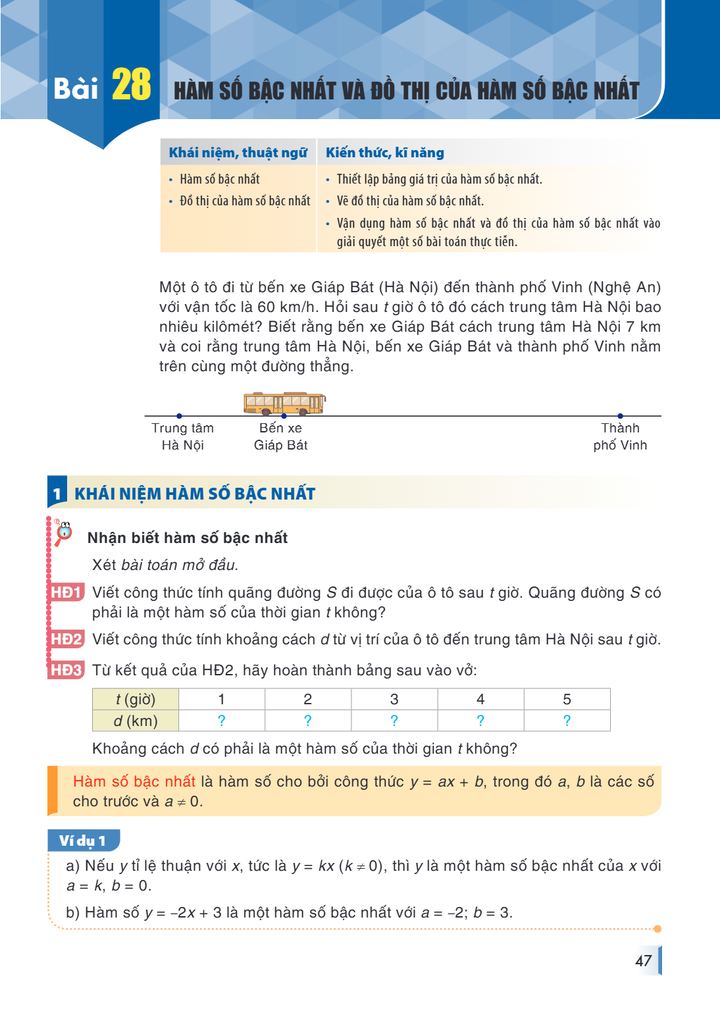 Bài 28 HÀM SỐ BẬC NHẤT VÀ ĐỒ THỊ CỦA HÀM SỐ BẬC NHẤT
Khái niệm, thuật ngữ
• Hàm số bậc nhất
• Đồ thị của hàm số bậc nhất
Kiến thức, kĩ năng
• Thiết lập bảng giá trị của hàm số bậc nhất.
• Vẽ đồ thị của hàm số bậc nhất.
• Vận dụng hàm số bậc nhất và đồ thị của hàm số bậc nhất vào
giải quyết một số bài toán thực tiễn.
Một ô tô đi từ bến xe Giáp Bát (Hà Nội) đến thành phố Vinh (Nghệ An)
với vận tốc là 60 km/h. Hỏi sau t giờ ô tô đó cách trung tâm Hà Nội bao
nhiêu kilômét? Biết rằng bến xe Giáp Bát cách trung tâm Hà Nội 7 km
và coi rằng trung tâm Hà Nội, bến xe Giáp Bát và thành phố Vinh nằm
trên cùng một đường thẳng.
Trung tâm
Hà Nội
Bến xe
Giáp Bát
Thành
phố Vinh
1 KHÁI NIỆM HÀM SỐ BẬC NHẤT
Nhận biết hàm số bậc nhất
Xét bài toán mở đầu.
HĐ1 Viết công thức tính quãng đường S đi được của ô tô sau t giờ. Quãng đường S có
phải là một hàm số của thời gian t không?
HĐ2 Viết công thức tính khoảng cách d từ vị trí của ô tô đến trung tâm Hà Nội sau t giờ.
HĐ3 Từ kết quả của HĐ2, hãy hoàn thành bảng sau vào vở:
t (giờ) 1 2 3 4 5
d (km) ? ? ? ? ?
Khoảng cách d có phải là một hàm số của thời gian t không?
Hàm số bậc nhất là hàm số cho bởi công thức y = ax + b, trong đó a, b là các số
cho trước và a ≠ 0.
Ví dụ 1
a) Nếu y tỉ lệ thuận với x, tức là y = kx (k ≠ 0), thì y là một hàm số bậc nhất của x với
a = k, b = 0.
b) Hàm số y = –2x + 3 là một hàm số bậc nhất với a = –2; b = 3.
47